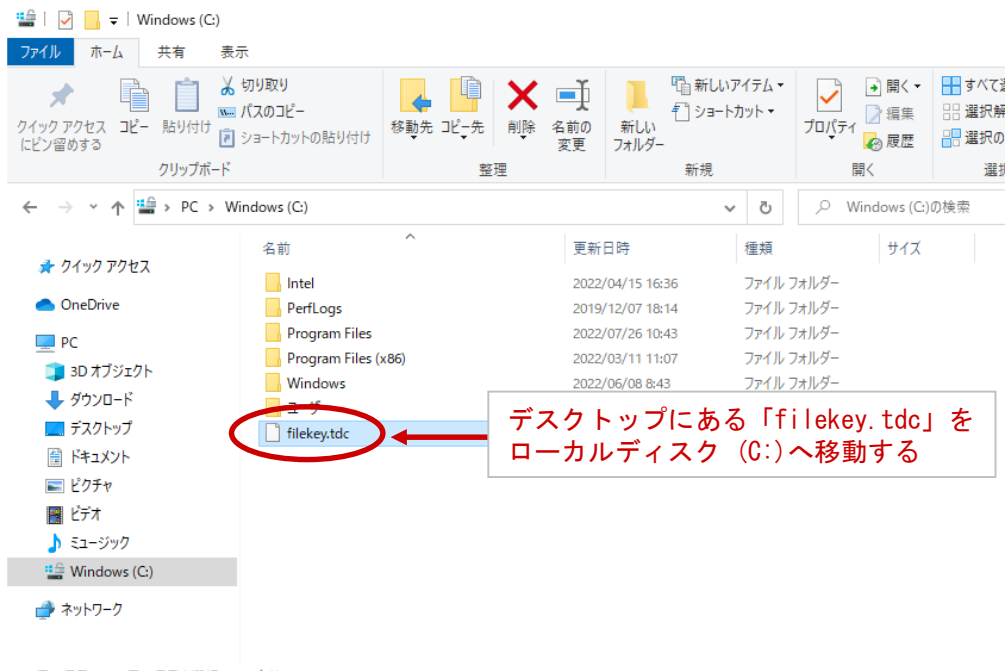 Windows (C:)
ファイル ホーム 共有 表示
クイック アクセス
にピン留めする
コピー
貼り付け
切り取り
パスのコピー
ショートカットの貼り付け
クリップボード
移動先
コピー先
削除
名前の
変更
整理
新しい
フォルダー
新しいアイテム
ショートカット
新規
プロパティ
開く
編集
履歴
開く
すべて
選択
選択の
PC > Windows (C:)
Windows (C:)の検索
名前 更新日時 種類 サイズ
クイック アクセス
OneDrive
PC
3D オブジェクト
ダウンロード
デスクトップ
ドキュメント
ピクチャ
ビデオ
ミュージック
Windows (C:)
ネットワーク
Intel 2022/04/15 16:36 ファイル フォルダー
PerfLogs 2019/12/07 18:14 ファイル フォルダー
Program Files 2022/07/26 10:43 ファイル フォルダー
Program Files (x86) 2022/03/11 11:07 ファイル フォルダー
Windows 2022/06/08 8:43 ファイル フォルダー
ユーザー
filekey.tdc
デスクトップにある「filekey.tdc」を
ローカルディスク (C:)へ移動する